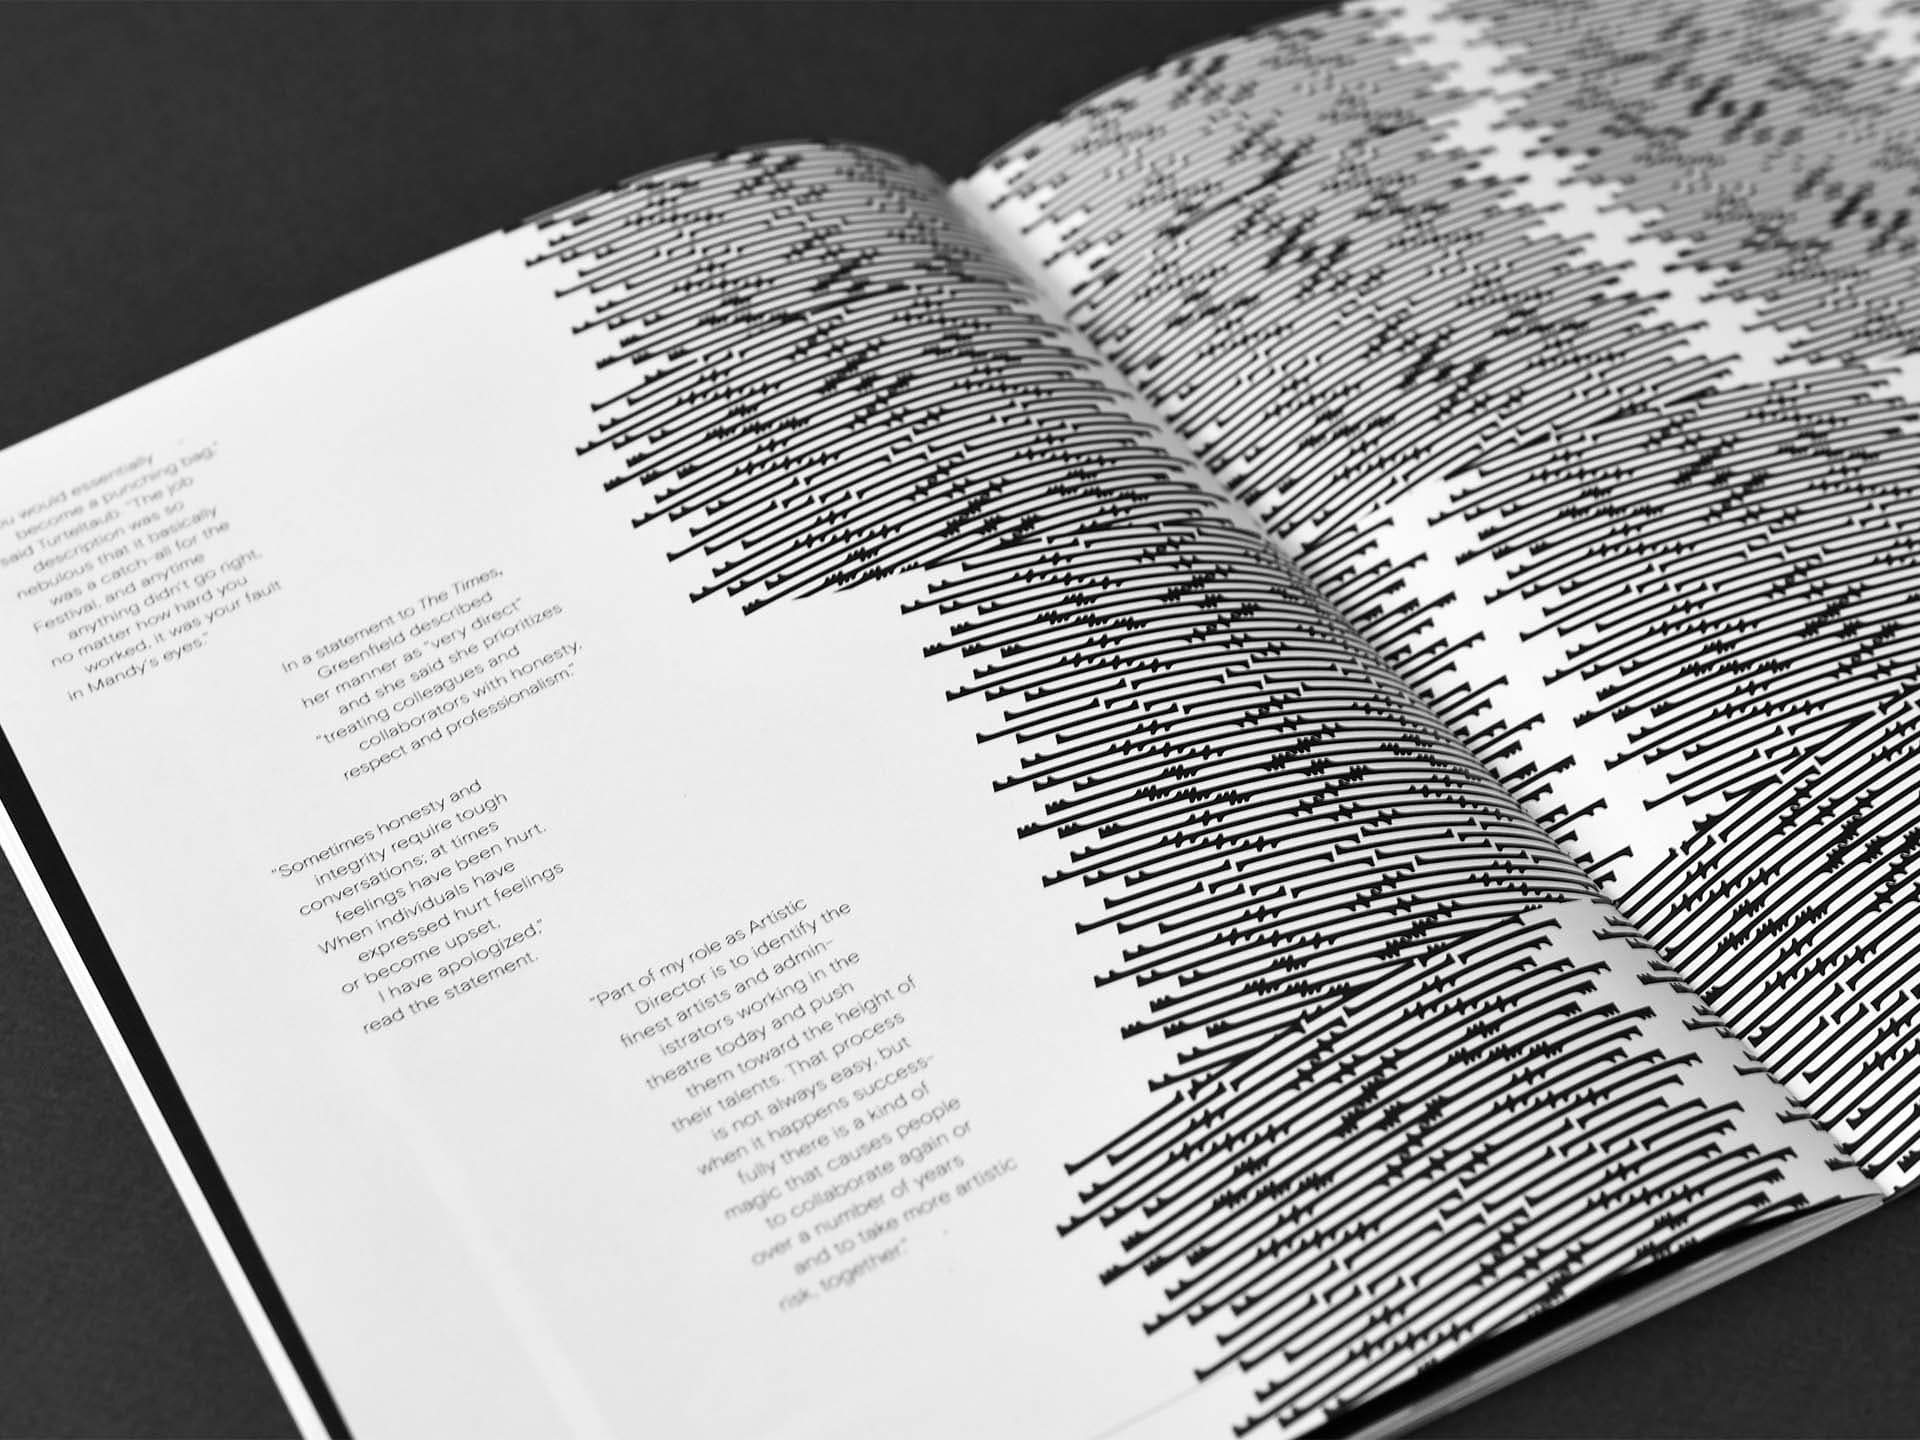 ou would essentially
become a punching bag,"
said Turteltaub. "The job
description was so
nebulous that it basically
was a catch-all for the
Festival, and anytime
anything didn't go right,
no matter how hard you
worked, it was your fault
in Mandy's eyes."
In a statement to The Times,
Greenfield described
her manner as "very direct"
and she said she prioritizes
"treating colleagues and
collaborators with honesty,
respect and professionalism."
"Sometimes honesty and
integrity require tough
conversations; at times
feelings have been hurt.
When individuals have
expressed hurt feelings
or become upset,
I have apologized,"
read the statement.
"Part of my role as Artistic
Director is to identify the
finest artists and admin-
istrators working in the
theatre today and push
them toward the height of
their talents. That process
is not always easy, but
when it happens success-
fully there is a kind of
magic that causes people
to collaborate again or
over a number of years
and to take more artistic
risk, together."